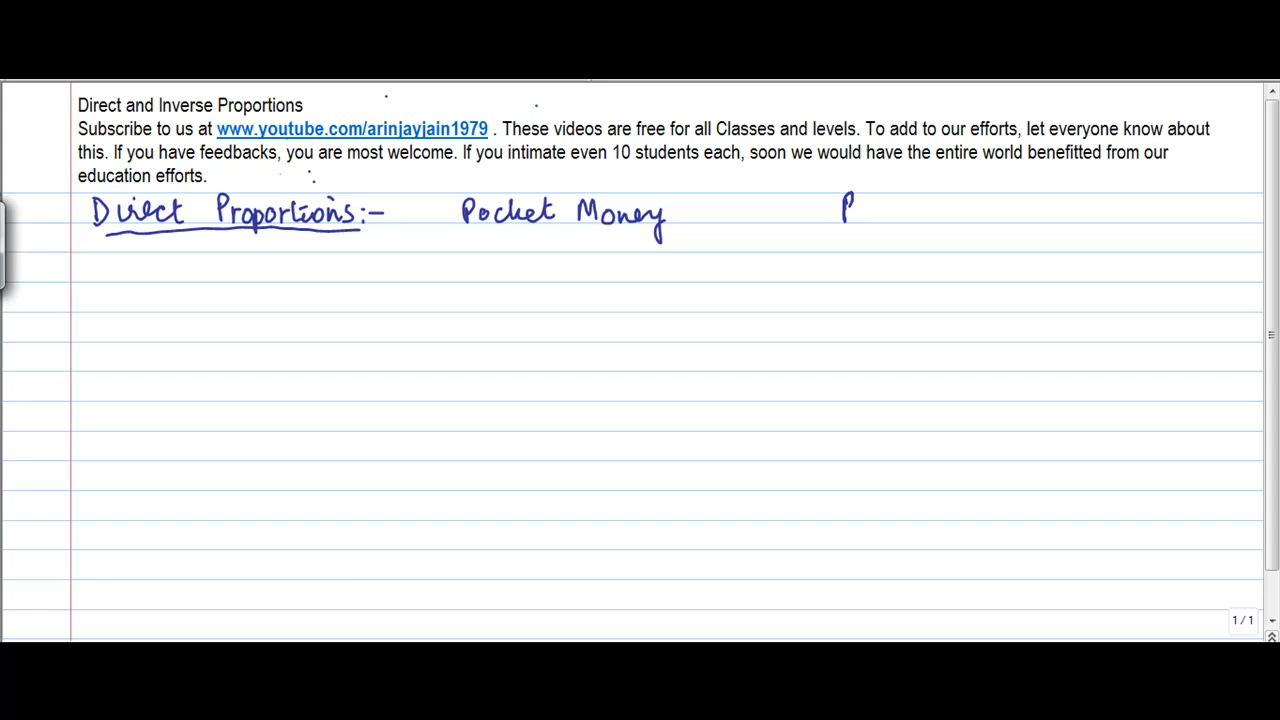 Direct and Inverse Proportions
Subscribe to us at www.youtube.com/arinjayjain1979 . These videos are free for all Classes and levels. To add to our efforts, let everyone know about
this. If you have feedbacks, you are most welcome. If you intimate even 10 students each, soon we would have the entire world benefitted from our
education efforts.
Direct Proportions:- Pocket Money P
1 / 1